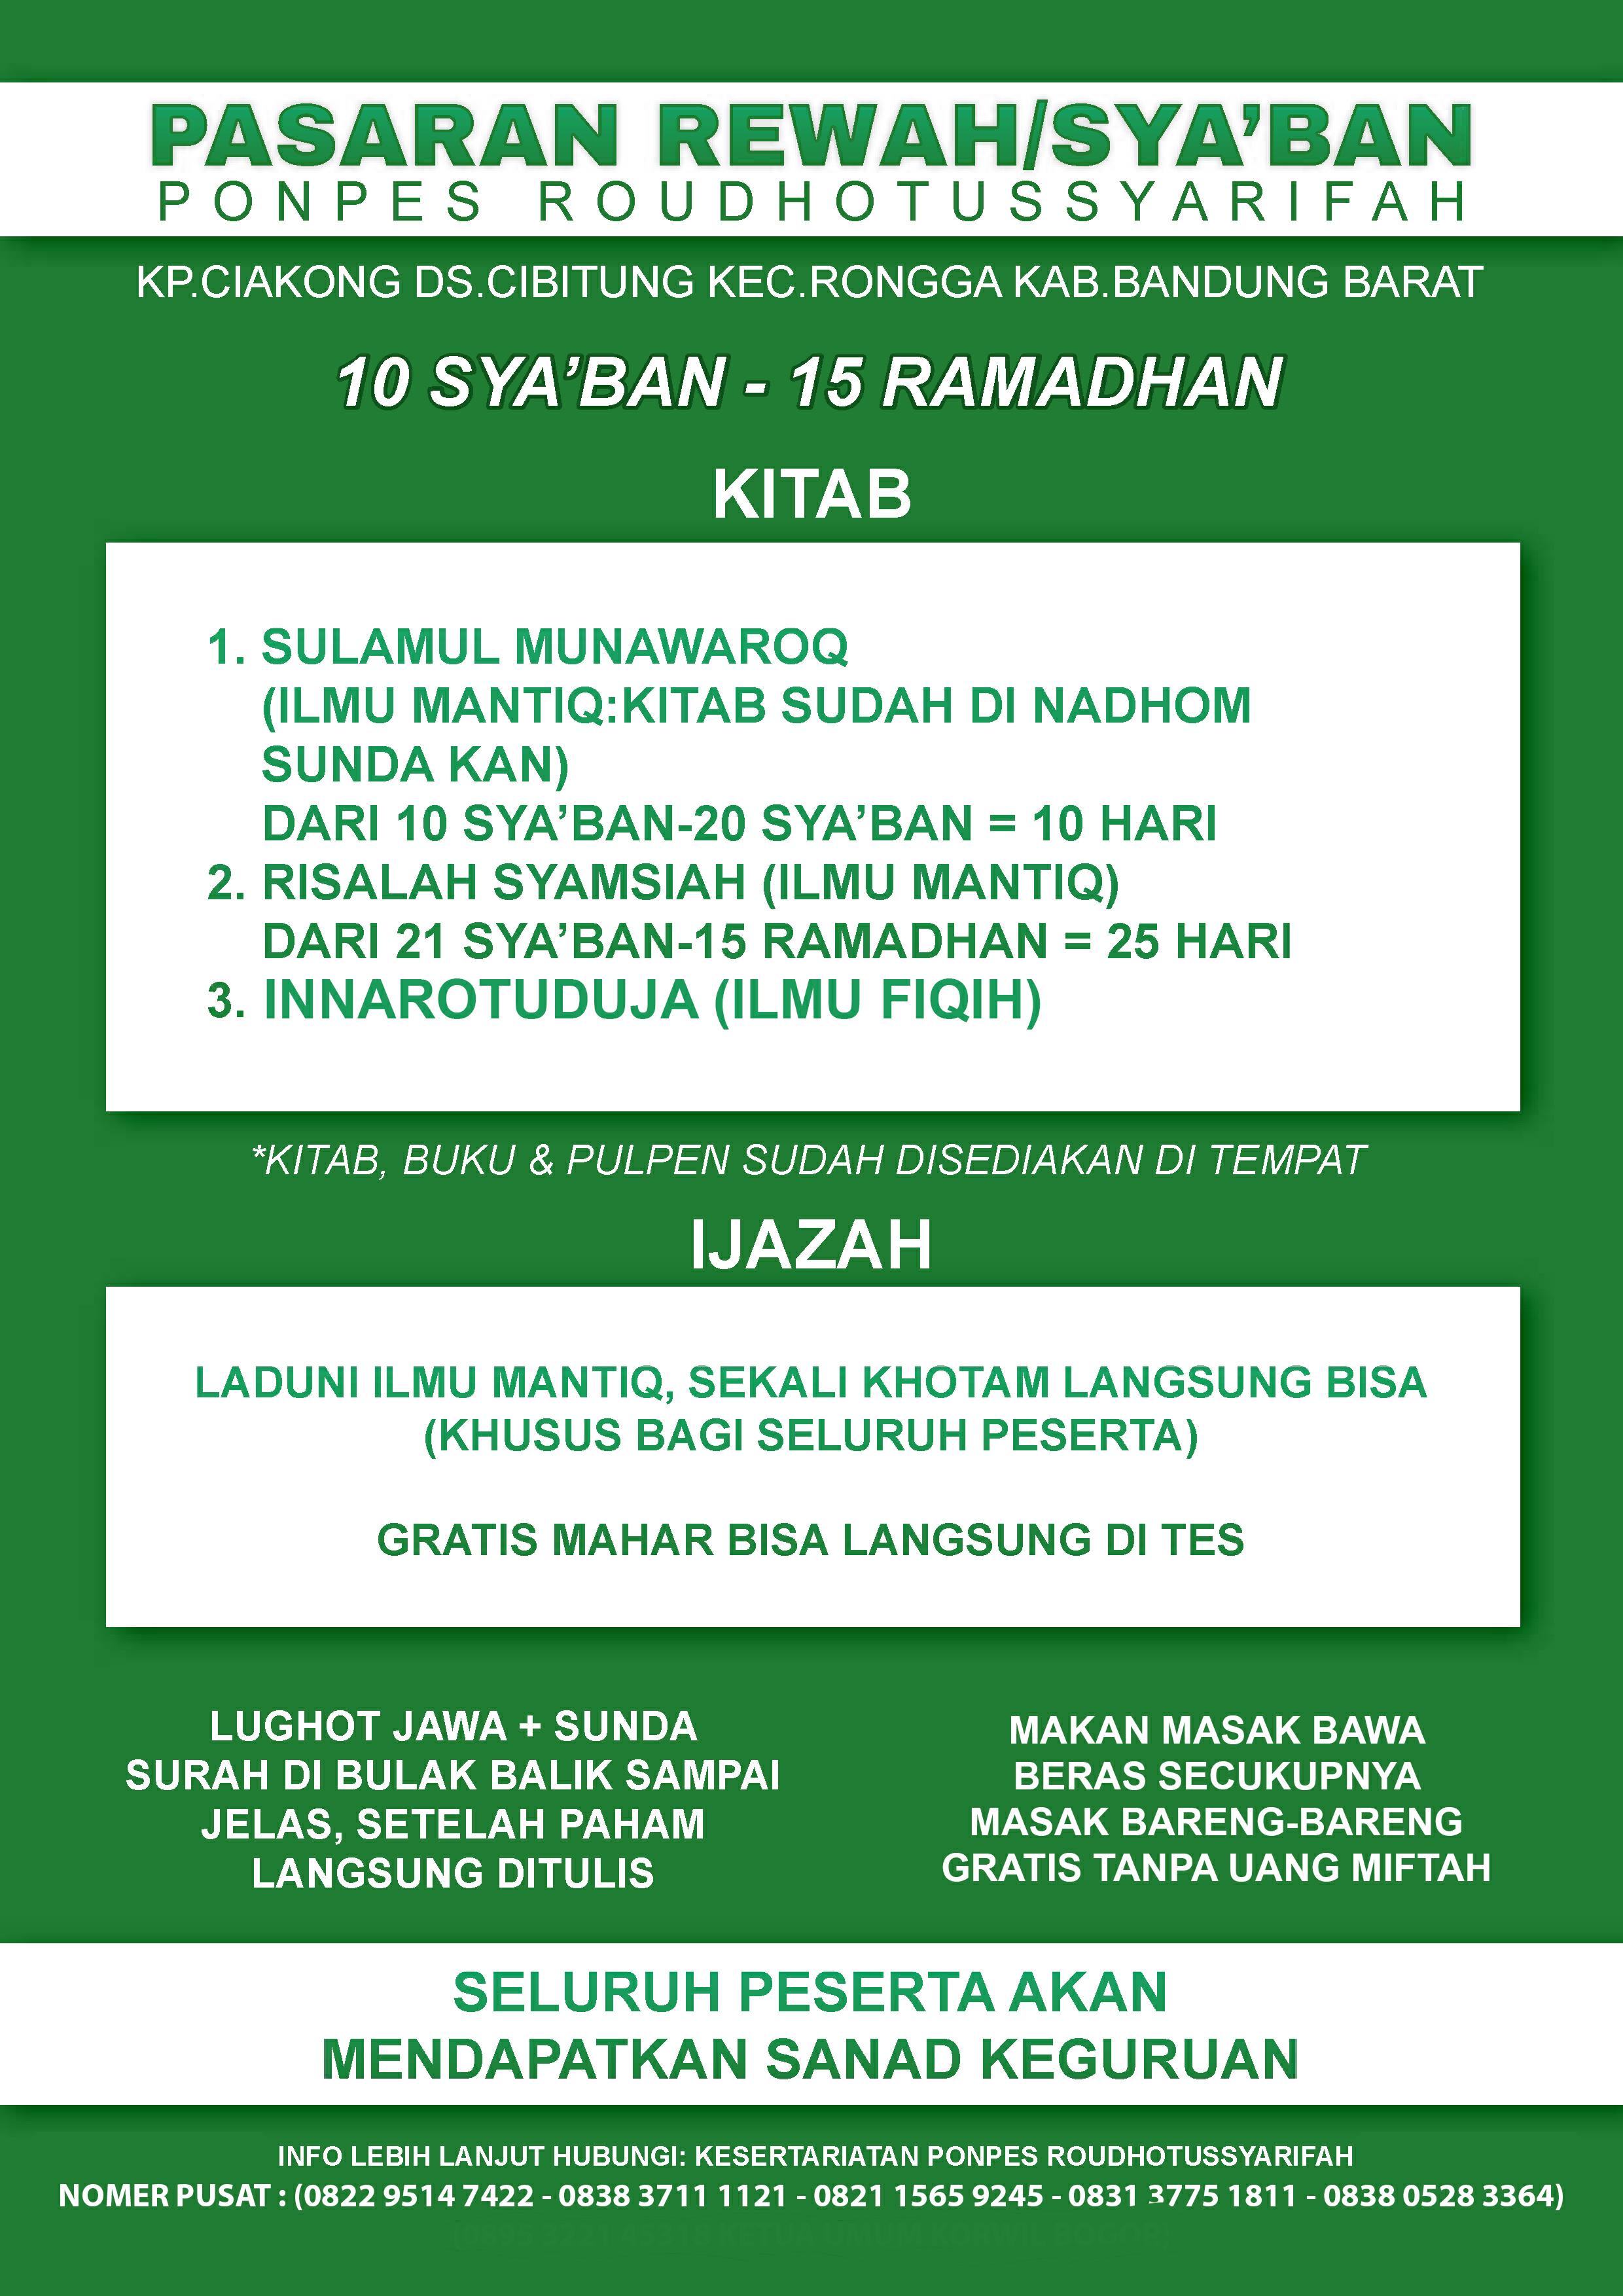 PASARAN REWAH/SYA’BAN
PONPES ROUDHOTUSSYARIFAH
KP.CIAKONG DS.CIBITUNG KEC.RONGGA KAB.BANDUNG BARAT
10 SYA’BAN - 15 RAMADHAN
KITAB
1. SULAMUL MUNAWAROQ
(ILMU MANTIQ:KITAB SUDAH DI NADHOM
SUNDA KAN)
DARI 10 SYA’BAN-20 SYA’BAN = 10 HARI
2. RISALAH SYAMSIAH (ILMU MANTIQ)
DARI 21 SYA’BAN-15 RAMADHAN = 25 HARI
3. INNAROTUDUJA (ILMU FIQIH)
*KITAB, BUKU & PULPEN SUDAH DISEDIAKAN DI TEMPAT
IJAZAH
LADUNI ILMU MANTIQ, SEKALI KHOTAM LANGSUNG BISA
(KHUSUS BAGI SELURUH PESERTA)
GRATIS MAHAR BISA LANGSUNG DI TES
LUGHOT JAWA + SUNDA
SURAH DI BULAK BALIK SAMPAI
JELAS, SETELAH PAHAM
LANGSUNG DITULIS
MAKAN MASAK BAWA
BERAS SECUKUPNYA
MASAK BARENG-BARENG
GRATIS TANPA UANG MIFTAH
SELURUH PESERTA AKAN
MENDAPATKAN SANAD KEGURUAN
INFO LEBIH LANJUT HUBUNGI: KESERTARIATAN PONPES ROUDHOTUSSYARIFAH
NOMER PUSAT : (0822 9514 7422 - 0838 3711 1121 - 0821 1565 9245 - 0831 3775 1811 - 0838 0528 3364)